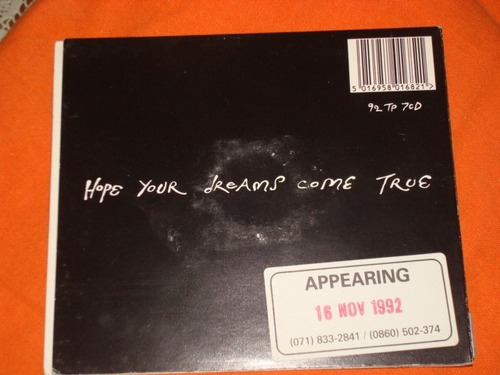 5 016958 016821>
92 TP 7CD
HOPE YOUR dREAMS COME TRUE
APPEARING
16 NOV 1992
(071) 833-2841 / (0860) 502-374